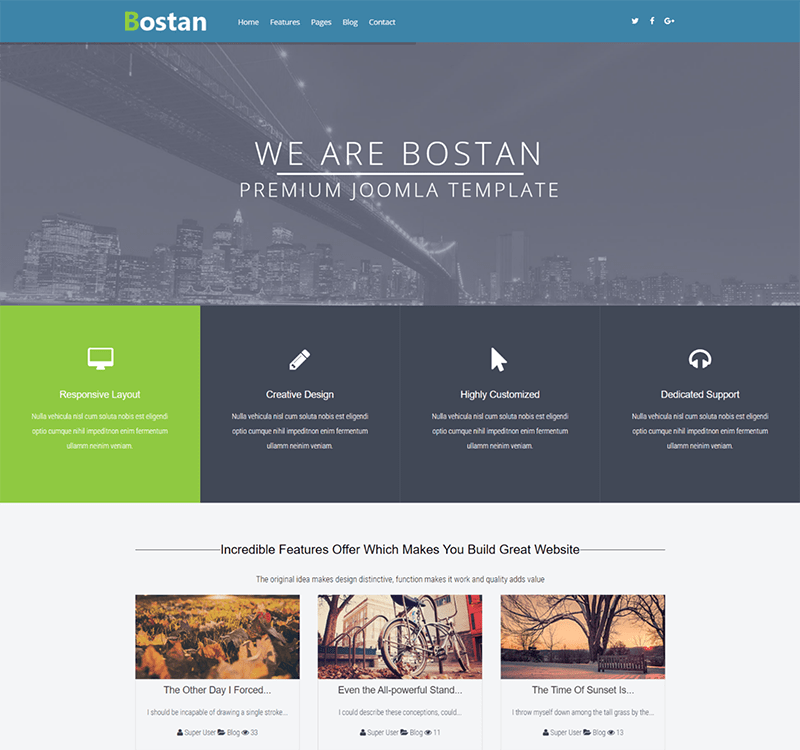 Bostan
Home Features Pages Blog Contact
WE ARE BOSTAN
PREMIUM JOOMLA TEMPLATE
Responsive Layout
Nulla vehicula nisl cum soluta nobis est eligendi
optio cumque nihil impeditnon enim fermentum
ullamm neinim veniam.
Creative Design
Nulla vehicula nisl cum soluta nobis est eligendi
optio cumque nihil impeditnon enim fermentum
ullamm neinim veniam.
Highly Customized
Nulla vehicula nisl cum soluta nobis est eligendi
optio cumque nihil impeditnon enim fermentum
ullamm neinim veniam.
Dedicated Support
Nulla vehicula nisl cum soluta nobis est eligendi
optio cumque nihil impeditnon enim fermentum
ullamm neinim veniam.
Incredible Features Offer Which Makes You Build Great Website
The original idea makes design distinctive, function makes it work and quality adds value
The Other Day I Forced...
I should be incapable of drawing a single stroke...
Super User Blog 33
Even the All-powerful Stand...
I could describe these conceptions, could...
Super User Blog 11
The Time Of Sunset Is...
I throw myself down among the tall grass by the...
Super User Blog 13